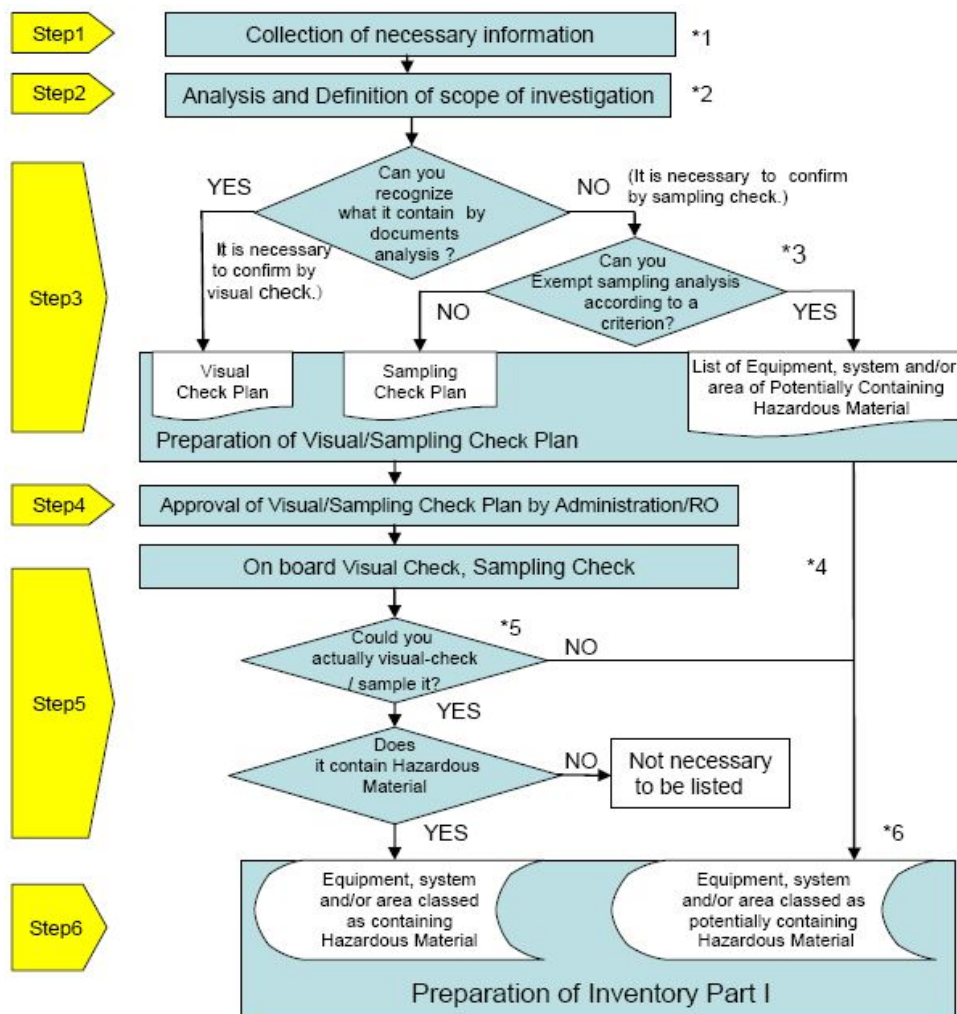 Step1
Collection of necessary information
*1
Step2
Analysis and Definition of scope of investigation
*2
Step3
Can you
recognize
what it contain by
documents
analysis ?
YES
It is necessary
to confirm by
visual check.)
NO
(It is necessary to confirm
by sampling check.)
Can you
Exempt sampling analysis
according to a
criterion?
*3
NO
YES
Visual
Check Plan
Sampling
Check Plan
List of Equipment, system and/or
area of Potentially Containing
Hazardous Material
Preparation of Visual/Sampling Check Plan
Step4
Approval of Visual/Sampling Check Plan by Administration/RO
Step5
On board Visual Check, Sampling Check
*4
Could you
actually visual-check
/ sample it?
*5
NO
YES
Does
it contain Hazardous
Material
NO
Not necessary
to be listed
YES
*6
Step6
Equipment, system
and/or area classed
as containing
Hazardous Material
Equipment, system
and/or area classed as
potentially containing
Hazardous Material
Preparation of Inventory Part I